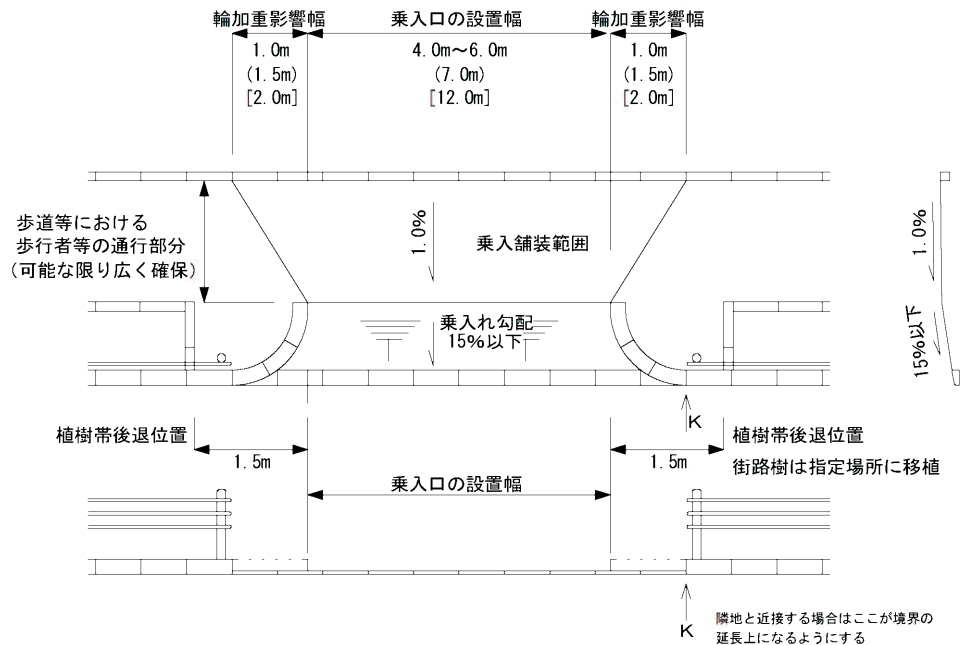 輪加重影響幅
乗入口の設置幅
輪加重影響幅
1.0m
(1.5m)
[2.0m]
4.0m～6.0m
(7.0m)
[12.0m]
1.0m
(1.5m)
[2.0m]
歩道等における
歩行者等の通行部分
(可能な限り広く確保)
1.0%
乗入舗装範囲
1.0%
乗入れ勾配
15%以下
15%以下
K
植樹帯後退位置
1.5m
1.5m
植樹帯後退位置
街路樹は指定場所に移植
乗入口の設置幅
K
隣地と近接する場合はここが境界の
延長上になるようにする